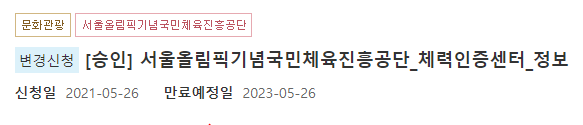 문화관광 서울올림픽기념국민체육진흥공단
변경신청 [승인] 서울올림픽기념국민체육진흥공단_체력인증센터_정보
신청일 2021-05-26 만료예정일 2023-05-26